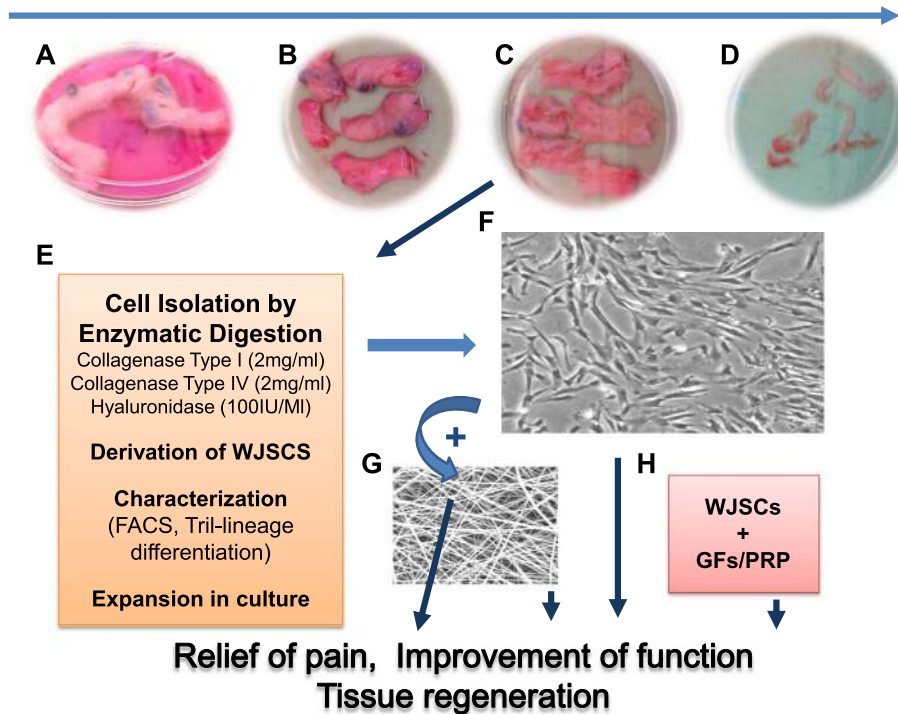 A
B
C
D
E
Cell Isolation by
Enzymatic Digestion
Collagenase Type I (2mg/ml)
Collagenase Type IV (2mg/ml)
Hyaluronidase (100IU/Ml)
Derivation of WJSCS
Characterization
(FACS, Tril-lineage
differentiation)
Expansion in culture
F
+
G
H
WJSCs
+
GFs/PRP
Relief of pain, Improvement of function
Tissue regeneration